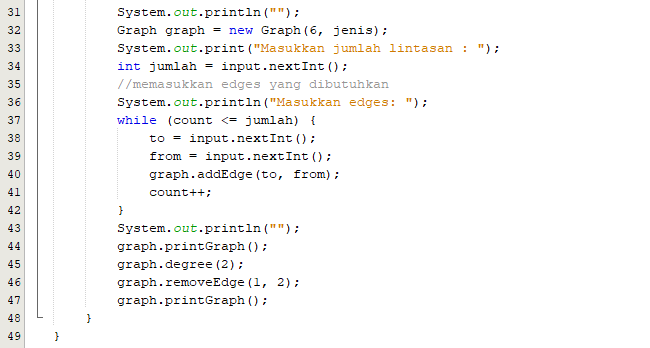 31 System.out.println("");
32 Graph graph = new Graph(6, jenis);
33 System.out.print("Masukkan jumlah lintasan : ");
34 int jumlah = input.nextInt();
35 //memasukkan edges yang dibutuhkan
36 System.out.println("Masukkan edges: ");
37 while (count <= jumlah) {
38 to = input.nextInt();
39 from = input.nextInt();
40 graph.addEdge(to, from);
41 count++;
42 }
43 System.out.println("");
44 graph.printGraph();
45 graph.degree(2);
46 graph.removeEdge(1, 2);
47 graph.printGraph();
48 }
49 }